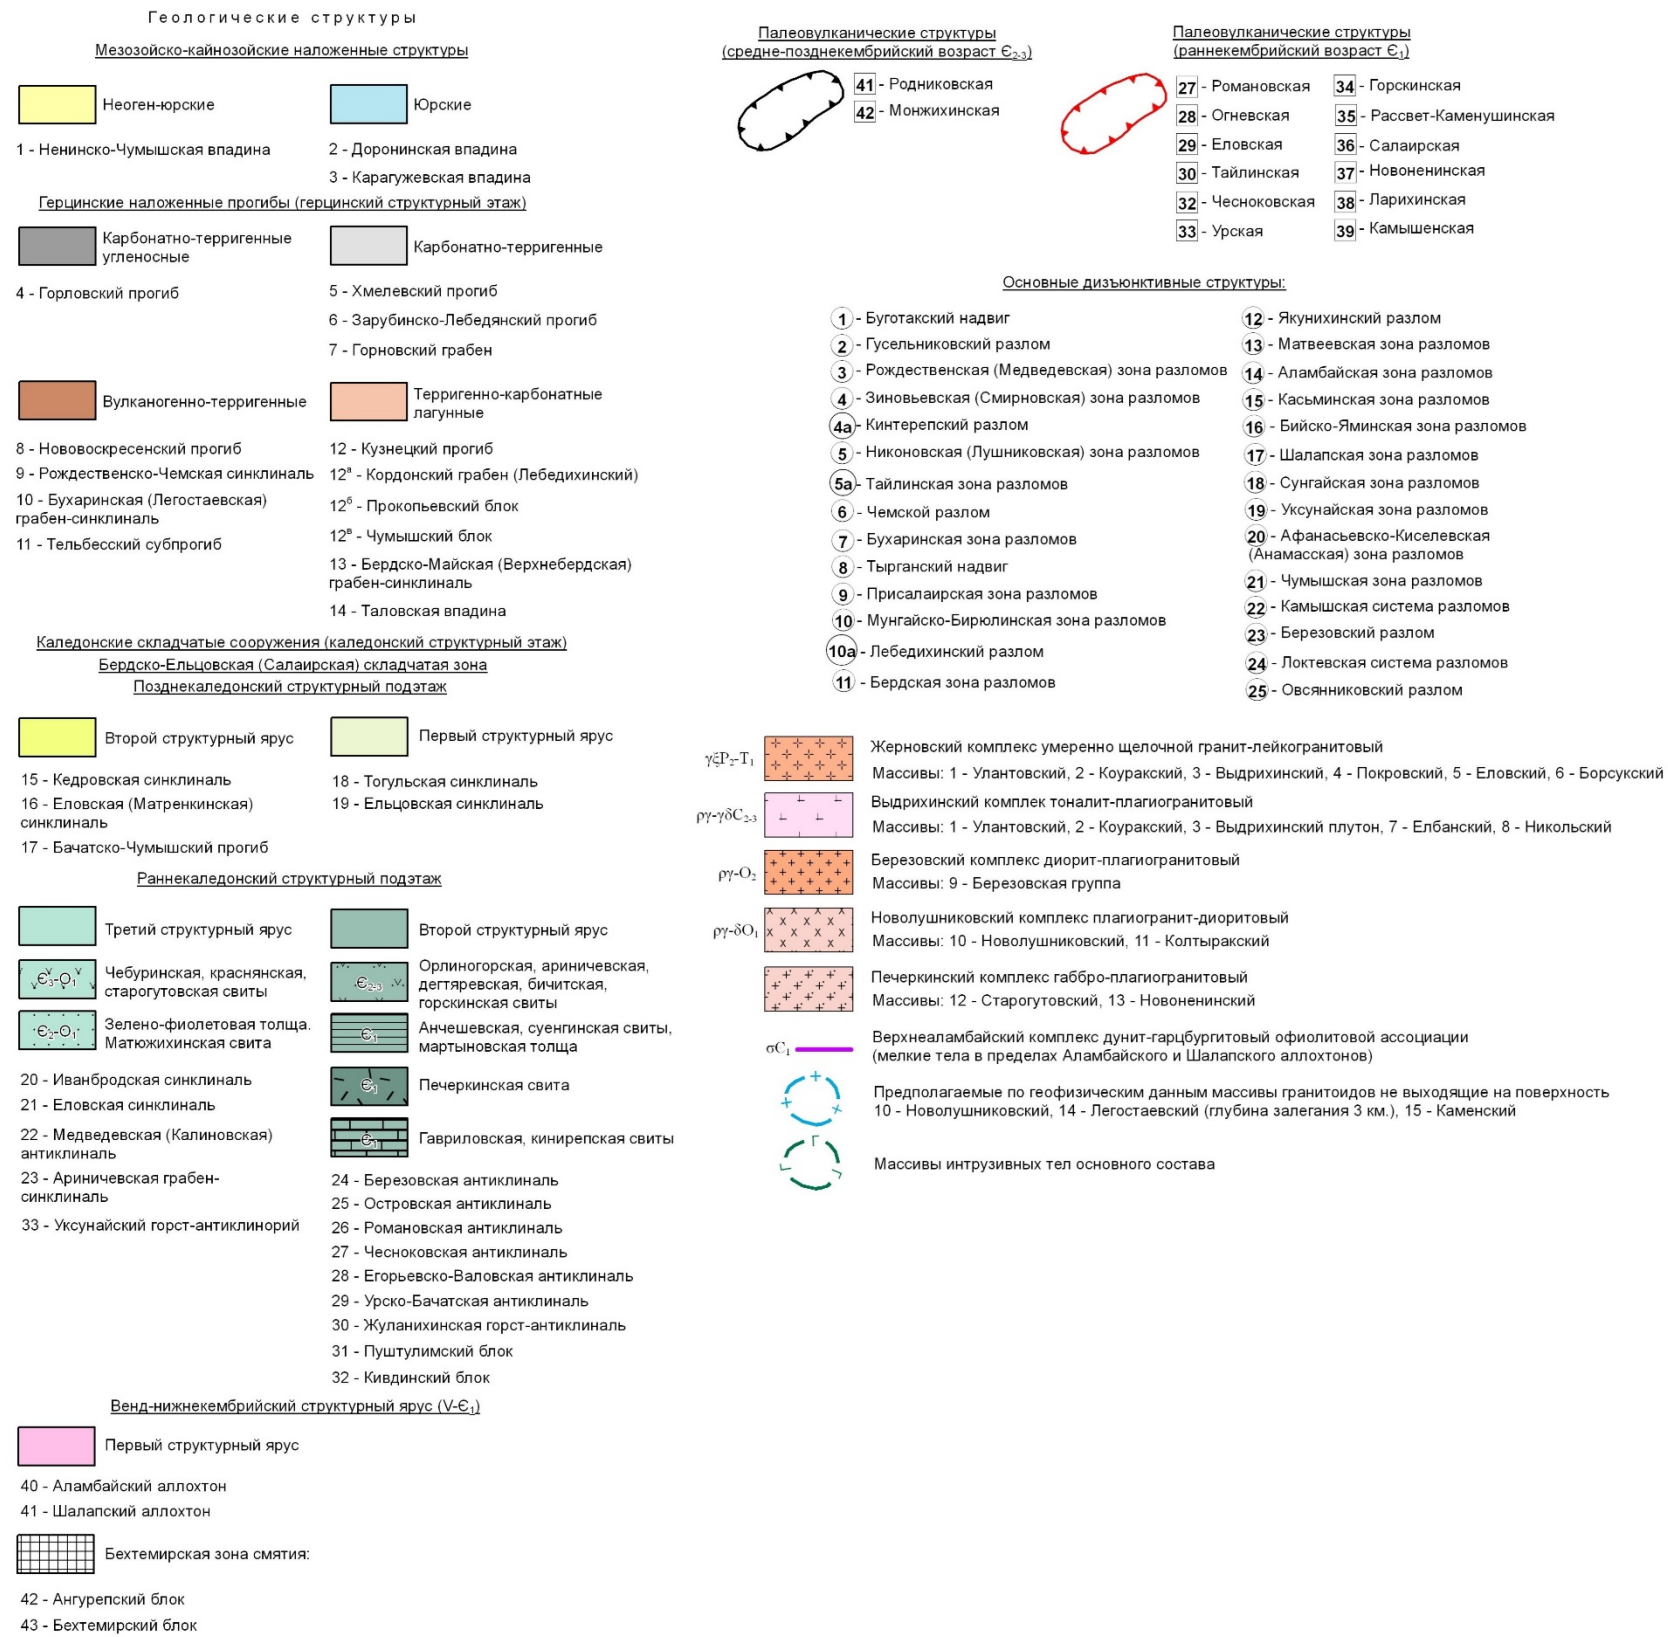 Геологические структуры
Мезозойско-кайнозойские наложенные структуры
Неоген-юрские
Юрские
1 - Ненинско-Чумышская впадина
2 - Доронинская впадина
3 - Карагужевская впадина
Герцинские наложенные прогибы (герцинский структурный этаж)
Карбонатно-терригенные
угленосные
Карбонатно-терригенные
4 - Горловский прогиб
5 - Хмелевский прогиб
6 - Зарубинско-Лебедянский прогиб
7 - Горновский грабен
Вулканогенно-терригенные
Терригенно-карбонатные
лагунные
8 - Нововоскресенский прогиб
9 - Рождественско-Чемская синклиналь
10 - Бухаринская (Легостаевская)
грабен-синклиналь
11 - Тельбесский субпрогиб
12 - Кузнецкий прогиб
12ª - Кордонский грабен (Лебедихинский)
12б - Прокопьевский блок
12в - Чумышский блок
13 - Бердско-Майская (Верхнебердская)
грабен-синклиналь
14 - Таловская впадина
Каледонские складчатые сооружения (каледонский структурный этаж)
Бердско-Ельцовская (Салаирская) складчатая зона
Позднекаледонский структурный подэтаж
Второй структурный ярус
Первый структурный ярус
15 - Кедровская синклиналь
16 - Еловская (Матренкинская)
синклиналь
17 - Бачатско-Чумышский прогиб
18 - Тогульская синклиналь
19 - Ельцовская синклиналь
Раннекаледонский структурный подэтаж
Третий структурный ярус
Второй структурный ярус
Є3-O1
Чебуринская, краснянская,
старогутовская свиты
Є2-3
Орлиногорская, ариничевская,
дегтяревская, бичитская,
горскинская свиты
Є2-O1
Зелено-фиолетовая толща.
Матюжихинская свита
Є1
Анчешевская, суенгинская свиты,
мартыновская толща
Є1
Печеркинская свита
Є1
Гавриловская, кинирепская свиты
20 - Иванбродская синклиналь
21 - Еловская синклиналь
22 - Медведевская (Калиновская)
антиклиналь
23 - Ариничевская грабен-
синклиналь
33 - Уксунайский горст-антиклинорий
24 - Березовская антиклиналь
25 - Островская антиклиналь
26 - Романовская антиклиналь
27 - Чесноковская антиклиналь
28 - Егорьевско-Валовская антиклиналь
29 - Урско-Бачатская антиклиналь
30 - Жуланихинская горст-антиклиналь
31 - Пуштулимский блок
32 - Кивдинский блок
Венд-нижнекембрийский структурный ярус (V-Є1)
Первый структурный ярус
40 - Аламбайский аллохтон
41 - Шалапский аллохтон
Бехтемирская зона смятия:
42 - Ангурепский блок
43 - Бехтемирский блок
Палеовулканические структуры
(средне-позднекембрийский возраст Є2-3)
41 - Родниковская
42 - Монжихинская
Палеовулканические структуры
(раннекембрийский возраст Є1)
27 - Романовская
28 - Огневская
29 - Еловская
30 - Тайлинская
32 - Чесноковская
33 - Урская
34 - Горскинская
35 - Рассвет-Каменушинская
36 - Салаирская
37 - Новоненинская
38 - Ларихинская
39 - Камышенская
Основные дизъюнктивные структуры:
1 - Буготакский надвиг
2 - Гусельниковский разлом
3 - Рождественская (Медведевская) зона разломов
4 - Зиновьевская (Смирновская) зона разломов
4а - Кинтерепский разлом
5 - Никоновская (Лушниковская) зона разломов
5а - Тайлинская зона разломов
6 - Чемской разлом
7 - Бухаринская зона разломов
8 - Тырганский надвиг
9 - Присалаирская зона разломов
10 - Мунгайско-Бирюлинская зона разломов
10а - Лебедихинский разлом
11 - Бердская зона разломов
12 - Якунихинский разлом
13 - Матвеевская зона разломов
14 - Аламбайская зона разломов
15 - Касьминская зона разломов
16 - Бийско-Яминская зона разломов
17 - Шалапская зона разломов
18 - Сунгайская зона разломов
19 - Уксунайская зона разломов
20 - Афанасьевско-Киселевская
(Анамасская) зона разломов
21 - Чумышская зона разломов
22 - Камышская система разломов
23 - Березовский разлом
24 - Локтевская система разломов
25 - Овсянниковский разлом
γξP2-T1
Жерновский комплекс умеренно щелочной гранит-лейкогранитовый
Массивы: 1 - Улантовский, 2 - Коуракский, 3 - Выдрихинский, 4 - Покровский, 5 - Еловский, 6 - Борсукский
ργ-γδC2-3
Выдрихинский комплек тоналит-плагиогранитовый
Массивы: 1 - Улантовский, 2 - Коуракский, 3 - Выдрихинский плутон, 7 - Елбанский, 8 - Никольский
ργ-O2
Березовский комплекс диорит-плагиогранитовый
Массивы: 9 - Березовская группа
ργ-δO1
Новолушниковский комплекс плагиогранит-диоритовый
Массивы: 10 - Новолушниковский, 11 - Колтыракский
Печеркинский комплекс габбро-плагиогранитовый
Массивы: 12 - Старогутовский, 13 - Новоненинский
σC1
Верхнеаламбайский комплекс дунит-гарцбургитовый офиолитовой ассоциации
(мелкие тела в пределах Аламбайского и Шалапского аллохтонов)
Предполагаемые по геофизическим данным массивы гранитоидов не выходящие на поверхность
10 - Новолушниковский, 14 - Легостаевский (глубина залегания 3 км.), 15 - Каменский
Г
Массивы интрузивных тел основного состава